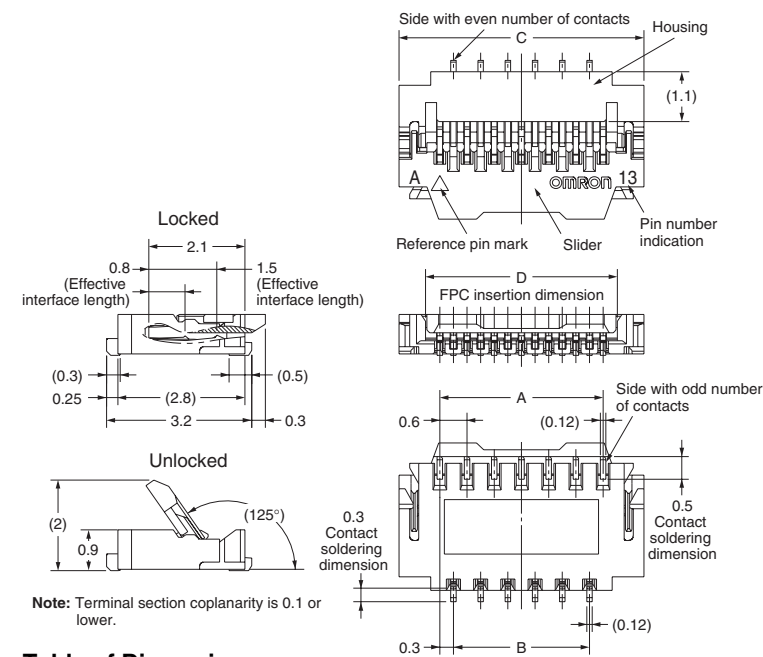 Side with even number of contacts
Housing
C
(1.1)
A
OMRON 13
Reference pin mark
Slider
Pin number
indication
Locked
2.1
0.8
(Effective
interface length)
1.5
(Effective
interface length)
(0.3)
(0.5)
0.25
(2.8)
3.2
0.3
D
FPC insertion dimension
Unlocked
(2)
0.9
(125°)
Note: Terminal section coplanarity is 0.1 or
lower.
A
Side with odd number
of contacts
0.6
(0.12)
0.5
Contact
soldering
dimension
0.3
Contact
soldering
dimension
(0.12)
0.3
B